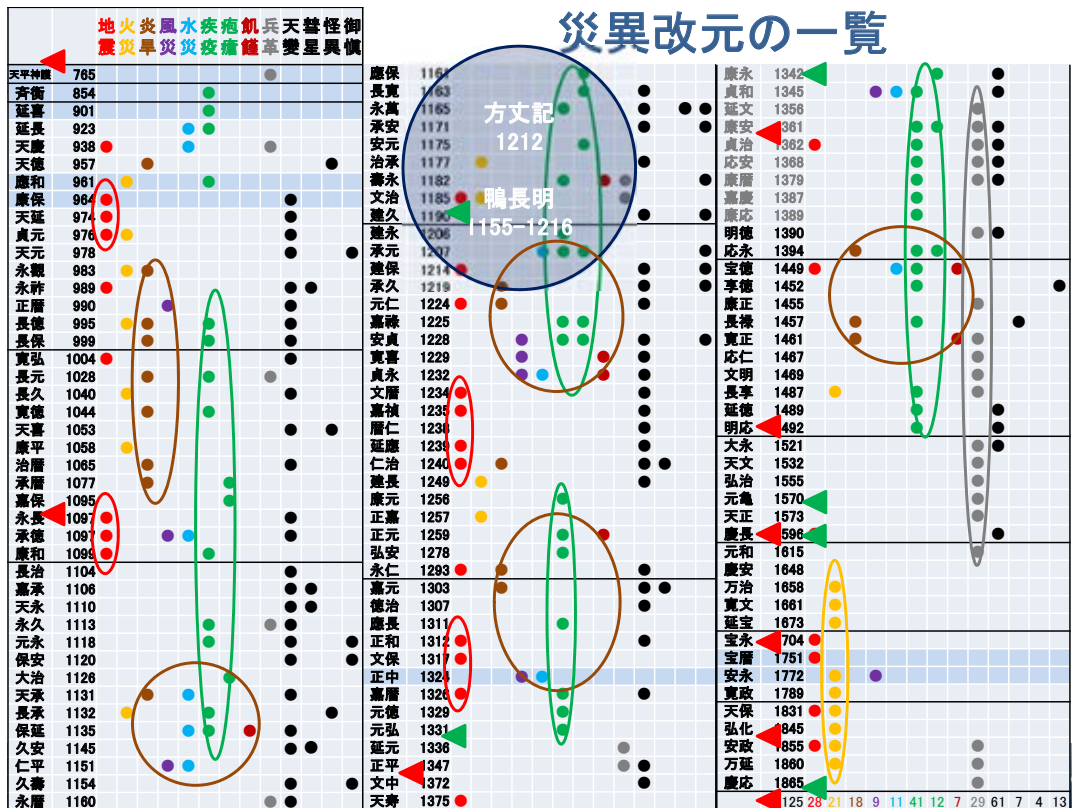 災異改元の一覧
地震 火災 炎旱 風災 水災 疾疫 疱瘡 飢饉 兵革 天變 彗星 怪異 御慎
天平神護 765
斉衡 854
延喜 901
延長 923
天慶 938
天徳 957
應和 961
康保 964
天延 974
貞元 976
天元 978
永觀 983
永祚 989
正暦 990
長徳 995
長保 999
寛弘 1004
長元 1028
長久 1040
寛徳 1044
天喜 1053
康平 1058
治暦 1065
承暦 1077
嘉保 1095
永長 1097
承徳 1097
康和 1099
長治 1104
嘉承 1106
天永 1110
永久 1113
元永 1118
保安 1120
大治 1126
天承 1131
長承 1132
保延 1135
久安 1145
仁平 1151
久壽 1154
永暦 1160
應保 1161
長寛 1163
永萬 1165
承安 1171
安元 1175
治承 1177
壽永 1182
文治 1185
建久 1190
建永 1206
承元 1207
建保 1214
承久 1219
元仁 1224
嘉祿 1225
安貞 1228
寛喜 1229
貞永 1232
文暦 1234
嘉禎 1235
暦仁 1238
延應 1239
仁治 1240
建長 1249
康元 1256
正嘉 1257
正元 1259
弘安 1278
永仁 1293
嘉元 1303
徳治 1307
應長 1311
正和 1312
文保 1317
正中 1324
嘉暦 1326
元徳 1329
元弘 1331
延元 1336
正平 1347
文中 1372
天寿 1375
方丈記
1212
鴨長明
1155-1216
康永 1342
貞和 1345
延文 1356
康安 1361
貞治 1362
応安 1368
康暦 1379
嘉慶 1387
康応 1389
明徳 1390
応永 1394
宝徳 1449
享徳 1452
康正 1455
長禄 1457
寛正 1461
応仁 1467
文明 1469
長享 1487
延徳 1489
明応 492
大永 1521
天文 1532
弘治 1555
元亀 1570
天正 1573
慶長 596
元和 1615
慶安 1648
万治 1658
寛文 1661
延宝 1673
宝永 704
宝暦 1751
安永 1772
寛政 1789
天保 1831
弘化 1845
安政 1855
万延 1860
慶応 1865
125 28 21 18 9 11 41 12 7 29 61 7 4 13